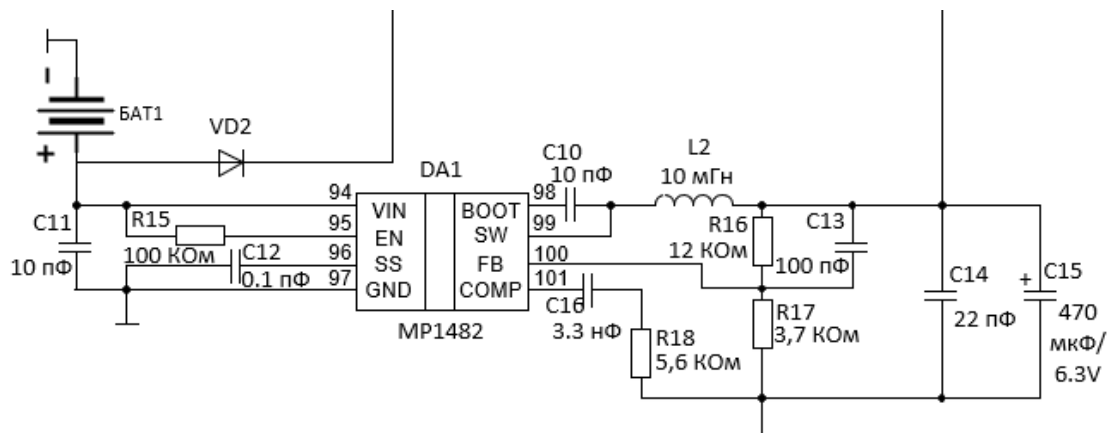 БАТ1
VD2
DA1
C10
10 пФ
L2
10 мГн
94
95
96
97
VIN
EN
SS
GND
BOOT
SW
FB
COMP
98
99
100
101
MP1482
C11
10 пФ
R15
100 КОм
C12
0.1 пФ
C16
3.3 нФ
R18
5,6 КОм
R16
12 КОм
R17
3,7 КОм
C13
100 пФ
C14
22 пФ
C15
470
мкФ/
6.3V
+
-
+